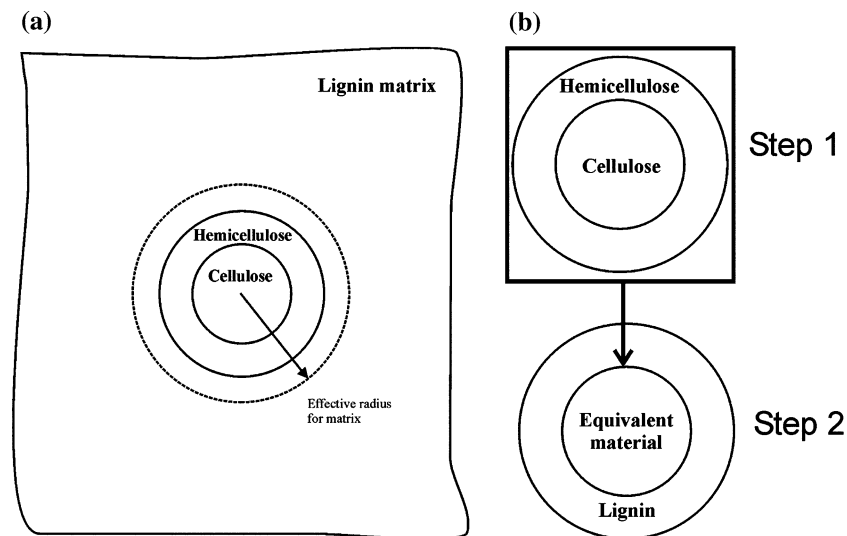 (a)
Lignin matrix
Hemicellulose
Cellulose
Effective radius
for matrix
(b)
Hemicellulose
Cellulose
Step 1
Equivalent
material
Lignin
Step 2